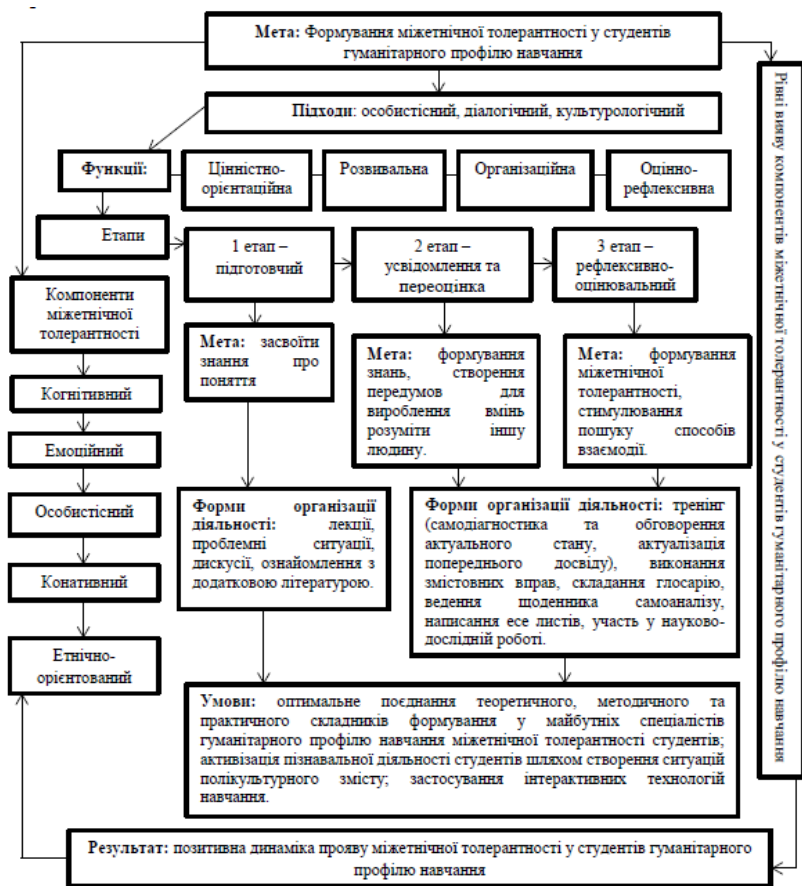 Мета: Формування міжетнічної толерантності у студентів
гуманітарного профілю навчання
Підходи: особистісний, діалогічний, культурологічний
Функції:
Ціннісно-
орієнтаційна
Розвивальна
Організаційна
Оцінно-
рефлексивна
Етапи
1 етап –
підготовчий
2 етап –
усвідомлення та
переоцінка
3 етап –
рефлексивно-
оцінювальний
Компоненти
міжетнічної
толерантності
Когнітивний
Емоційний
Особистісний
Конативний
Етнічно-
орієнтований
Мета: засвоїти
знання про
поняття
Мета: формування
знань, створення
передумов для
вироблення вмінь
розуміти іншу
людину.
Мета: формування
міжетнічної
толерантності,
стимулювання
пошуку способів
взаємодії.
Форми організації
діяльності: лекції,
проблемні ситуації,
дискусії, ознайомлення з
додатковою літературою.
Форми організації діяльності: тренінг
(самодіагностика та обговорення
актуального стану, актуалізація
попереднього досвіду), виконання
змістовних вправ, складання глосарію,
ведення щоденника самоаналізу,
написання есе листів, участь у науково-
дослідній роботі.
Умови: оптимальне поєднання теоретичного, методичного та
практичного складників формування у майбутніх спеціалістів
гуманітарного профілю навчання міжетнічної толерантності студентів;
активізація пізнавальної діяльності студентів шляхом створення ситуацій
полікультурного змісту; застосування інтерактивних технологій
навчання.
Рівні вияву компонентів міжетнічної толерантності у студентів гуманітарного профілю навчання
Результат: позитивна динаміка прояву міжетнічної толерантності у студентів гуманітарного
профілю навчання